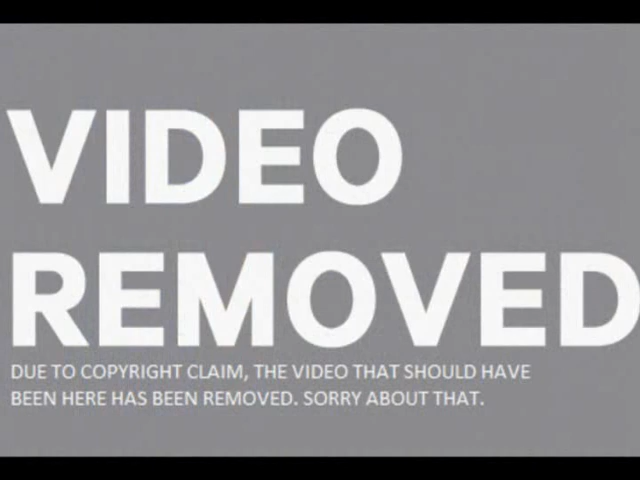 VIDEO
REMOVED
DUE TO COPYRIGHT CLAIM, THE VIDEO THAT SHOULD HAVE
BEEN HERE HAS BEEN REMOVED. SORRY ABOUT THAT.